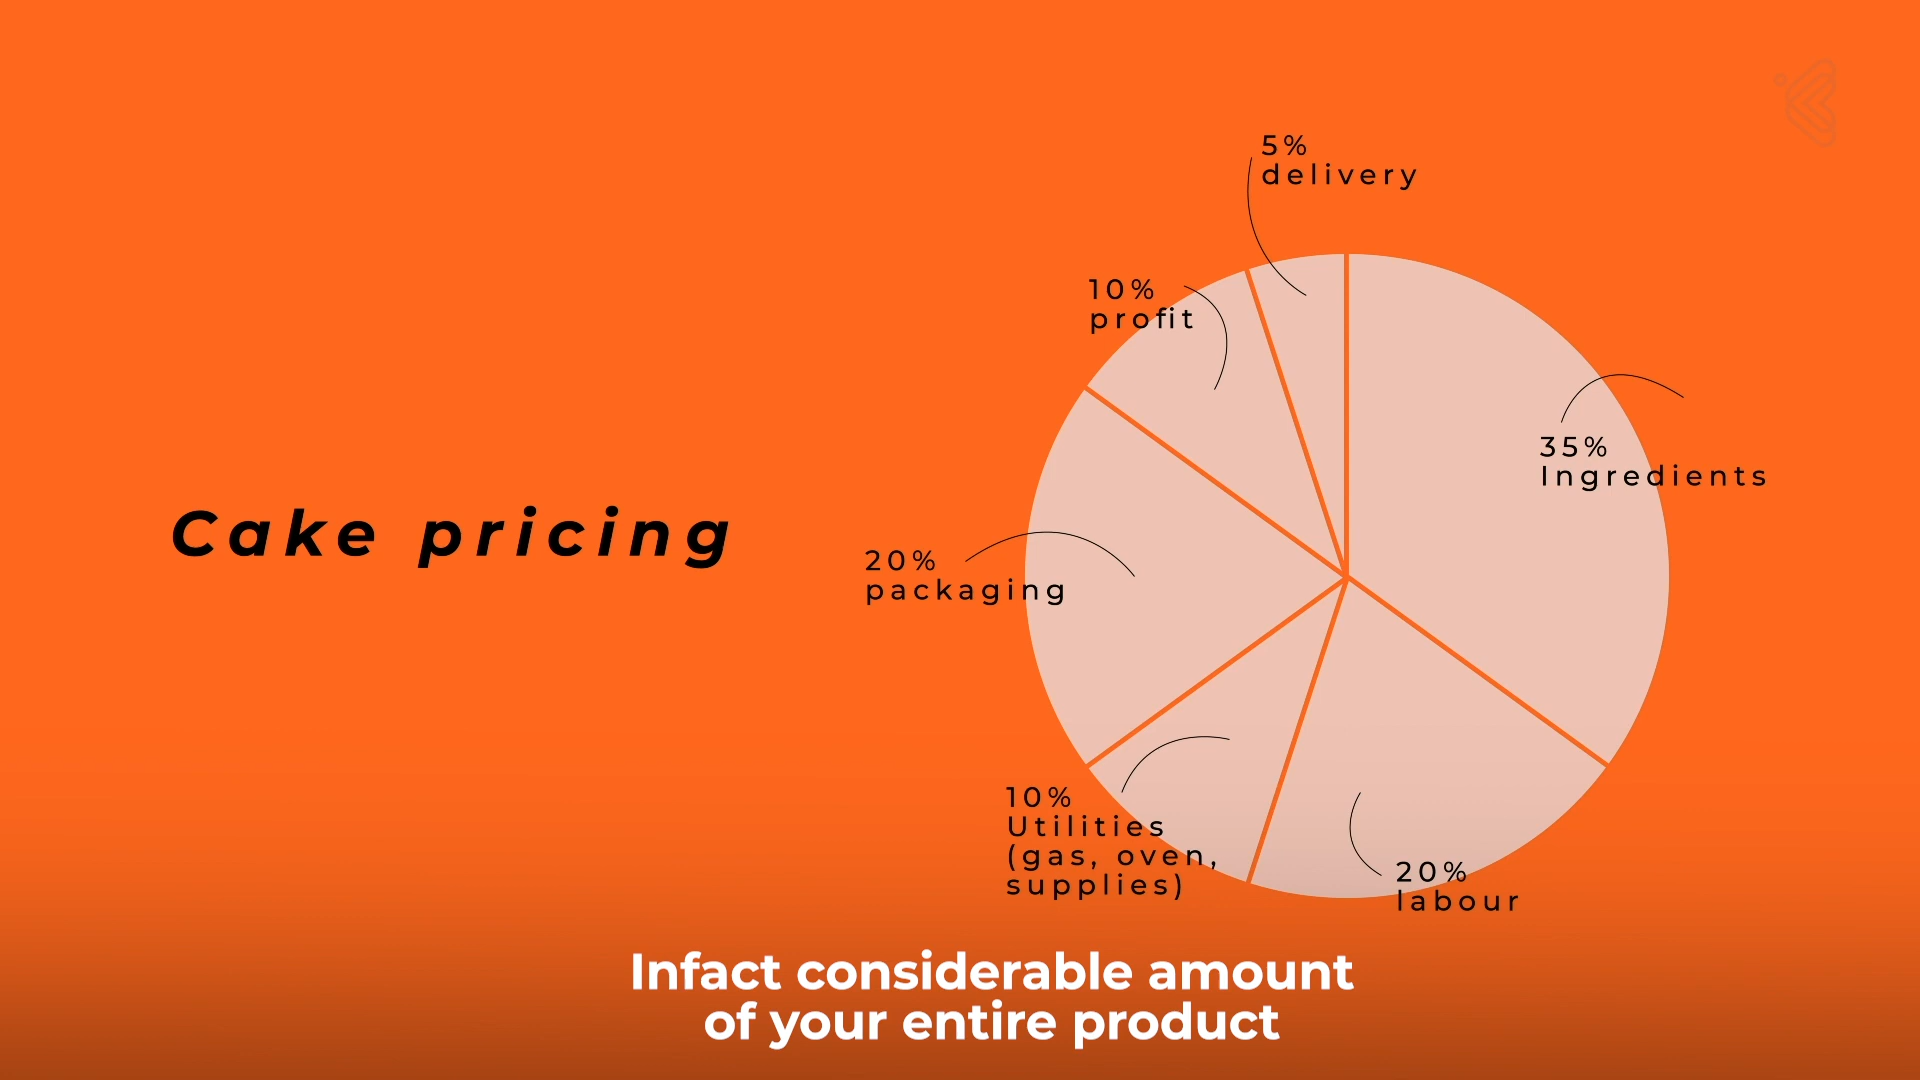 Cake pricing
5%
delivery
10%
profit
35%
Ingredients
20%
packaging
10%
Utilities
(gas, oven,
supplies)
20%
labour
Infact considerable amount
of your entire product